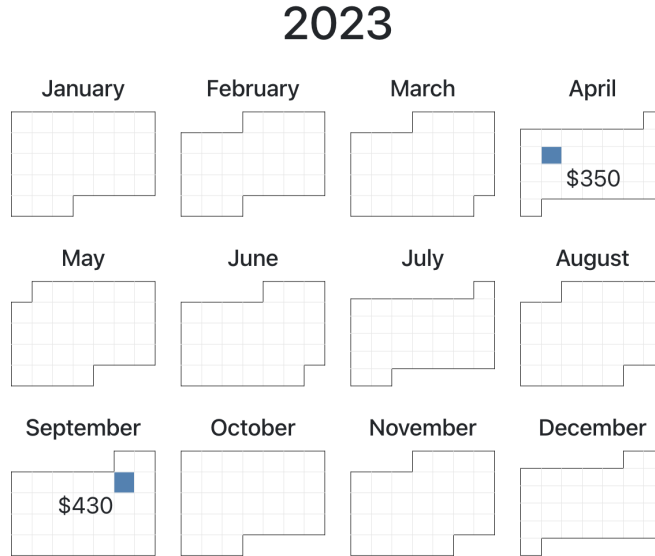 2023
January February March April
$350
May June July August
September October November December
$430